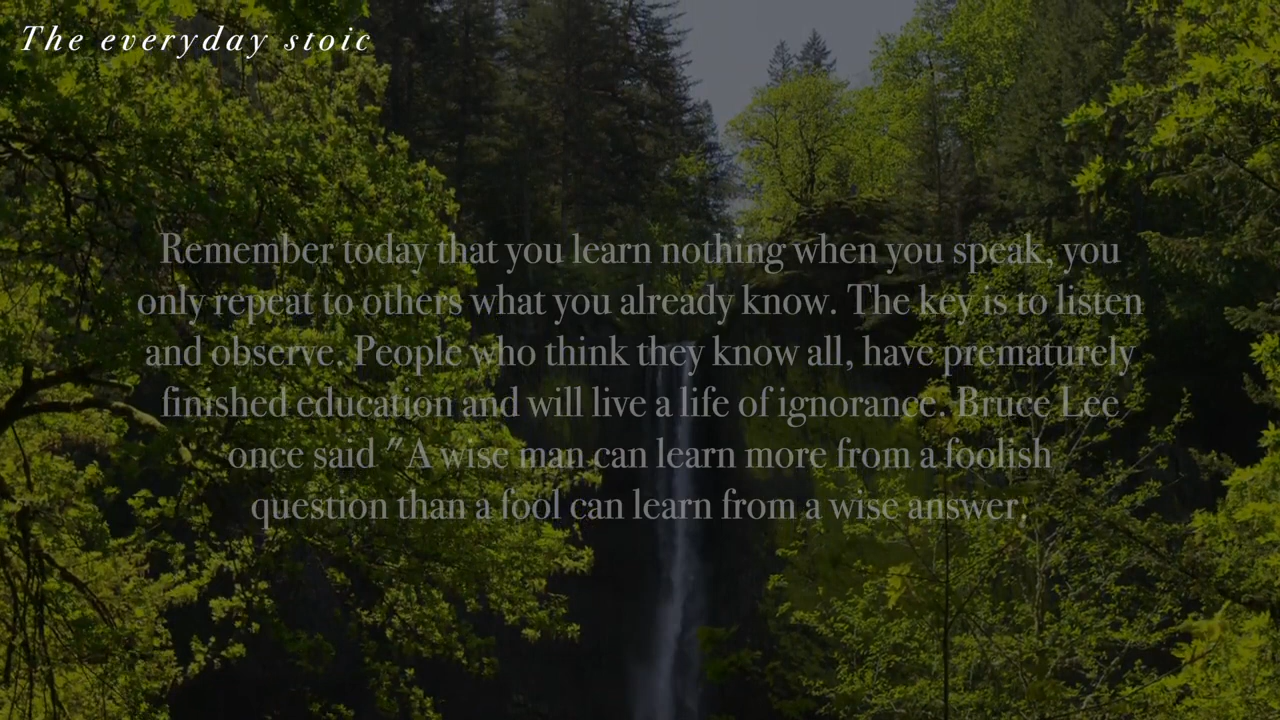 The everyday stoic
Remember today that you learn nothing when you speak, you
only repeat to others what you already know. The key is to listen
and observe. People who think they know all, have prematurely
finished education and will live a life of ignorance. Bruce Lee
once said "A wise man can learn more from a foolish
question than a fool can learn from a wise answer.